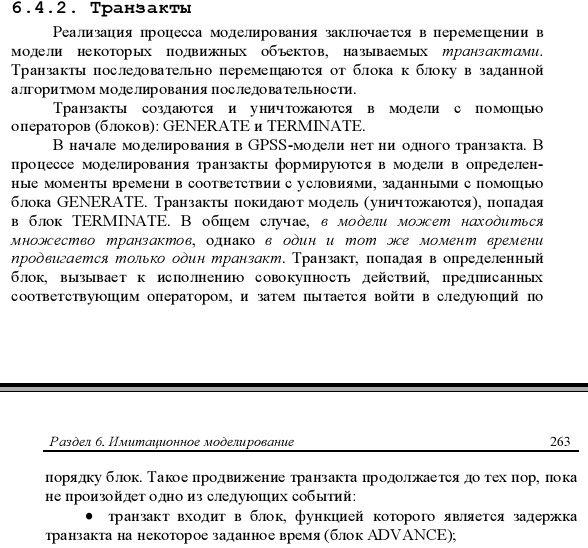 6.4.2. Транзакты
Реализация процесса моделирования заключается в перемещении в
модели некоторых подвижных объектов, называемых транзактами.
Транзакты последовательно перемещаются от блока к блоку в заданной
алгоритмом моделирования последовательности.
Транзакты создаются и уничтожаются в модели с помощью
операторов (блоков): GENERATE и TERMINATE.
В начале моделирования в GPSS-модели нет ни одного транзакта. В
процессе моделирования транзакты формируются в модели в определен-
ные моменты времени в соответствии с условиями, заданными с помощью
блока GENERATE. Транзакты покидают модель (уничтожаются), попадая
в блок TERMINATE. В общем случае, в модели может находиться
множество транзактов, однако в один и тот же момент времени
продвигается только один транзакт. Транзакт, попадая в определенный
блок, вызывает к исполнению совокупность действий, предписанных
соответствующим оператором, и затем пытается войти в следующий по
Раздел 6. Имитационное моделирование 263
порядку блок. Такое продвижение транзакта продолжается до тех пор, пока
не произойдет одно из следующих событий:
• транзакт входит в блок, функцией которого является задержка
транзакта на некоторое заданное время (блок ADVANCE);